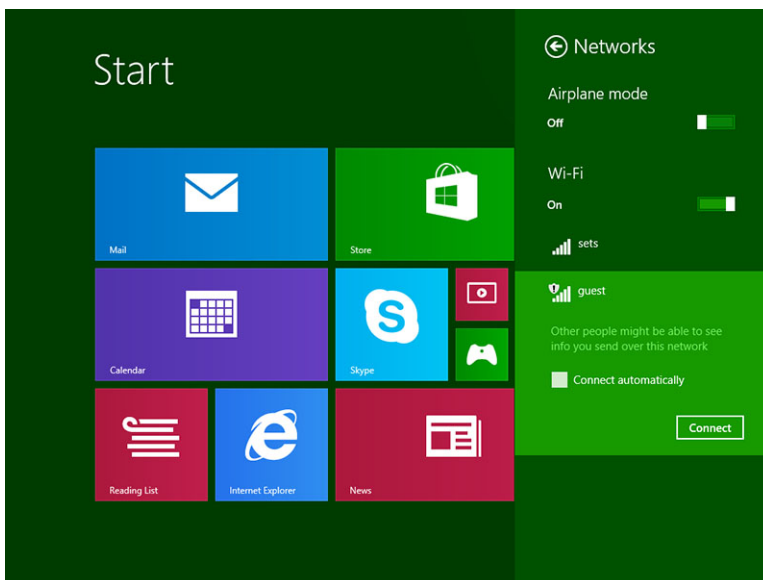 Start
Mail
Store
Calendar
Skype
Reading List
Internet Explorer
News
Networks
Airplane mode
Off
Wi-Fi
On
sets
guest
Other people might be able to see
info you send over this network
Connect automatically
Connect